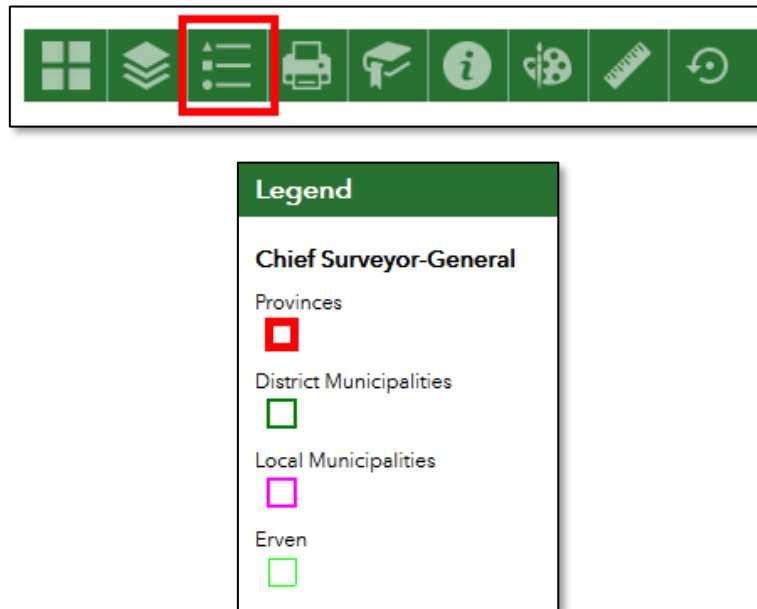 Legend
Chief Surveyor-General
Provinces
District Municipalities
Local Municipalities
Erven